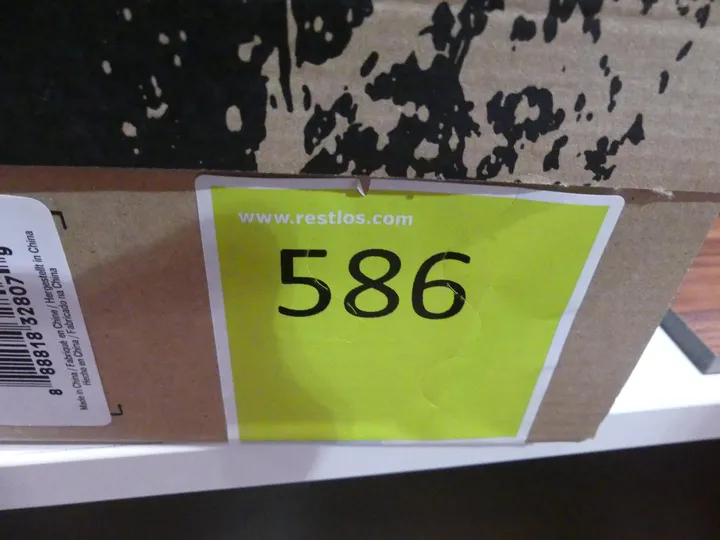 www.restlos.com
586
8 88818 32807 9
Made in China / Fabriqué en Chine / Hergestellt in China
Hecho en China / Fabricado na China